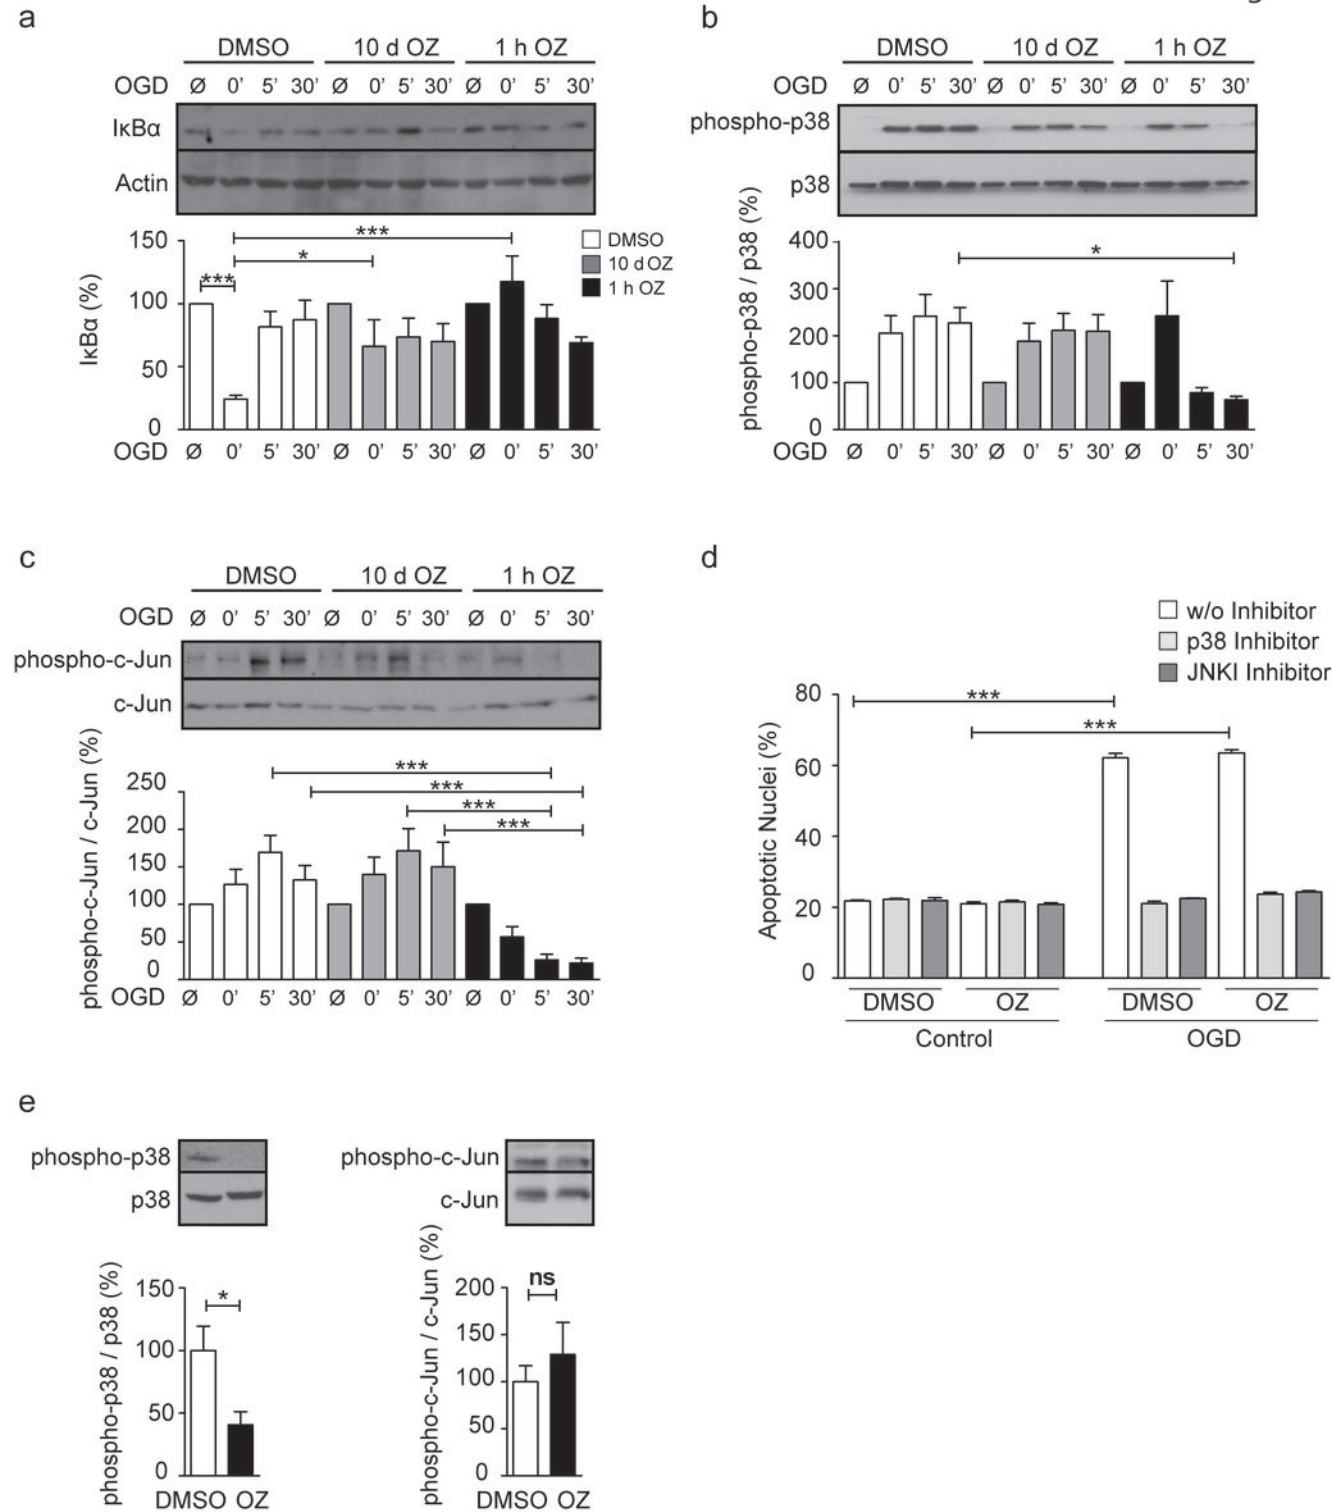 a
DMSO 10 d OZ 1 h OZ
OGD Ø 0' 5' 30' Ø 0' 5' 30' Ø 0' 5' 30'
IκBα
Actin
IκBα (%)
150
100
50
0
***
*
***
DMSO
10 d OZ
1 h OZ
OGD Ø 0' 5' 30' Ø 0' 5' 30' Ø 0' 5' 30'
b
DMSO 10 d OZ 1 h OZ
OGD Ø 0' 5' 30' Ø 0' 5' 30' Ø 0' 5' 30'
phospho-p38
p38
phospho-p38 / p38 (%)
400
300
200
100
0
*
OGD Ø 0' 5' 30' Ø 0' 5' 30' Ø 0' 5' 30'
c
DMSO 10 d OZ 1 h OZ
OGD Ø 0' 5' 30' Ø 0' 5' 30' Ø 0' 5' 30'
phospho-c-Jun
c-Jun
phospho-c-Jun / c-Jun (%)
250
200
150
100
50
0
***
***
***
***
OGD Ø 0' 5' 30' Ø 0' 5' 30' Ø 0' 5' 30'
d
w/o Inhibitor
p38 Inhibitor
JNKI Inhibitor
Apoptotic Nuclei (%)
80
60
40
20
0
***
***
DMSO OZ DMSO OZ
Control OGD
e
phospho-p38
p38
phospho-p38 / p38 (%)
150
100
50
0
*
DMSO OZ
phospho-c-Jun
c-Jun
phospho-c-Jun / c-Jun (%)
200
150
100
50
0
ns
DMSO OZ